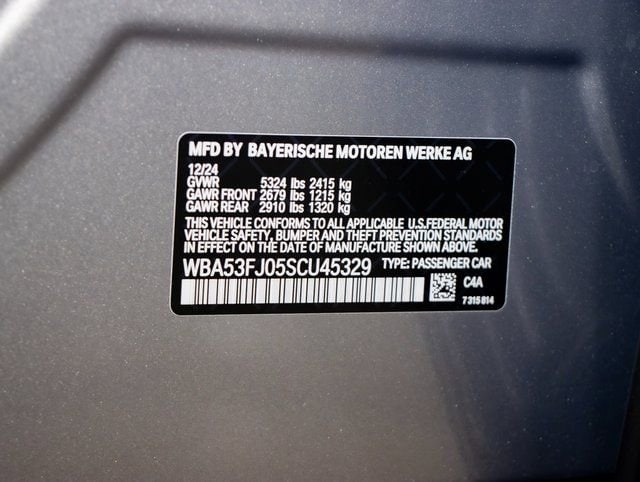 MFD BY BAYERISCHE MOTOREN WERKE AG
12/24
GVWR 5324 lbs 2415 kg
GAWR FRONT 2679 lbs 1215 kg
GAWR REAR 2910 lbs 1320 kg
THIS VEHICLE CONFORMS TO ALL APPLICABLE U.S.FEDERAL MOTOR
VEHICLE SAFETY, BUMPER AND THEFT PREVENTION STANDARDS
IN EFFECT ON THE DATE OF MANUFACTURE SHOWN ABOVE.
WBA53FJ05SCU45329 TYPE: PASSENGER CAR
C4A
7315814